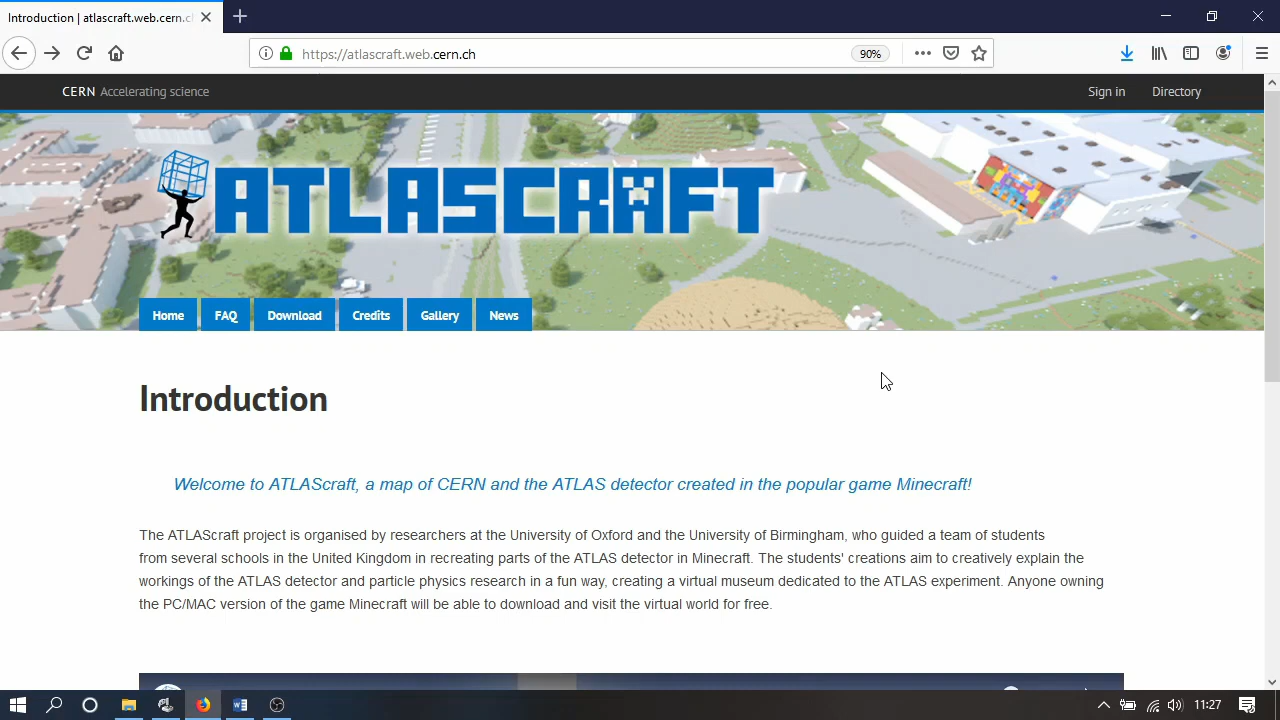 Introduction | atlascraft.web.cern.c
https://atlascraft.web.cern.ch
90%
CERN Accelerating science
Sign in
Directory
ATLASCRAFT
Home
FAQ
Download
Credits
Gallery
News
Introduction
Welcome to ATLAScraft, a map of CERN and the ATLAS detector created in the popular game Minecraft!
The ATLAScraft project is organised by researchers at the University of Oxford and the University of Birmingham, who guided a team of students
from several schools in the United Kingdom in recreating parts of the ATLAS detector in Minecraft. The students' creations aim to creatively explain the
workings of the ATLAS detector and particle physics research in a fun way, creating a virtual museum dedicated to the ATLAS experiment. Anyone owning
the PC/MAC version of the game Minecraft will be able to download and visit the virtual world for free.
11:27